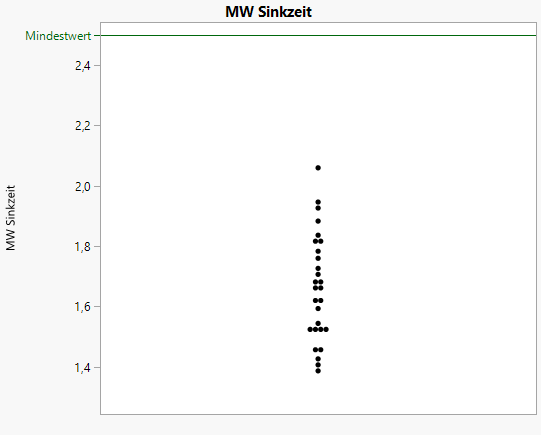 MW Sinkzeit
Mindestwert
2,4
2,2
2,0
1,8
1,6
1,4
MW Sinkzeit